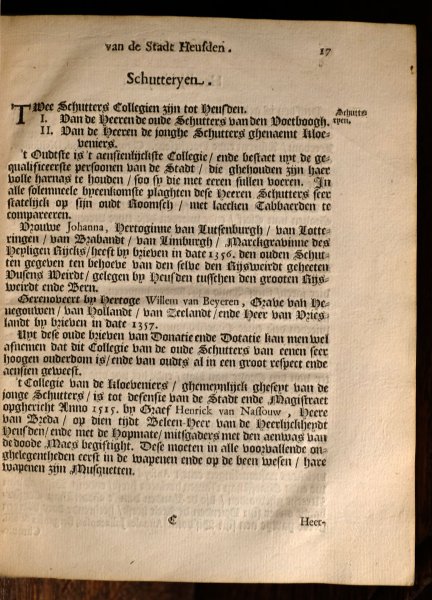 van de Stadt Heusden. 17
Schutteryen.
TWee Schutters Collegien zijn tot Heusden.
I. Van de Heeren de oude Schutters van den Voetboogh.
Schutte-
ryen.
II. Van de Heeren de jonghe Schutters ghenaemt Kloe-
veniers.
't Oudtste is 't aensienlijckste Collegie / ende bestaet uyt de ge-
qualificeerste persoonen van de Stadt / die ghehouden zijn haer
volle harnas te houden / soo sy die met eeren sullen voeren. In
alle solemneele byeenkomste plaghten dese Heeren Schutters seer
statelijck op sijn oudt Roomsch / met laecken Tabbaerden te
compareeren.
Vrouwe Johanna, Hertoginne van Lutsenburgh / van Lotte-
ringen / van Brabandt / van Limburgh / Marckgravinne des
Heyligen Rijcks / heeft by brieven in date 1356. den ouden Schut-
ten gegeven ten behoeve van den selve den Rijsweirdt geheeten
Pusens Weirdt / gelegen by Heusden tusschen den grooten Rijs-
weirdt ende Bern.
Gerenoveert by Hertoge Willem van Beyeren, Grave van He-
negouwen / van Hollandt / van Zeelandt / ende Heer van Vries-
landt by brieven in date 1357.
Uyt dese oude brieven van Donatie ende Dotatie kan men wel
afnemen dat dit Collegie van de oude Schutters van eenen seer
hoogen ouderdom is / ende van oudts al in een groot respect ende
aensien geweest.
't Collegie van de Kloeveniers / ghemeynlijck gheseyt van de
jonge Schutters / is tot defensie van de Stadt ende Magistraet
opghericht Anno 1515. by Graef Henrick van Nassouw, Heere
van Breda / op dien tijdt Beleen-Heer van de Heerlijckheydt
Heusden / ende met de Hopmate / mitsgaders met den aenwas van
de doode Maes begiftight. Dese moeten in alle voorvallende on-
ghelegentheden eerst in de wapenen ende op de been wesen / hare
wapenen zijn Musquetten.
C Heer-